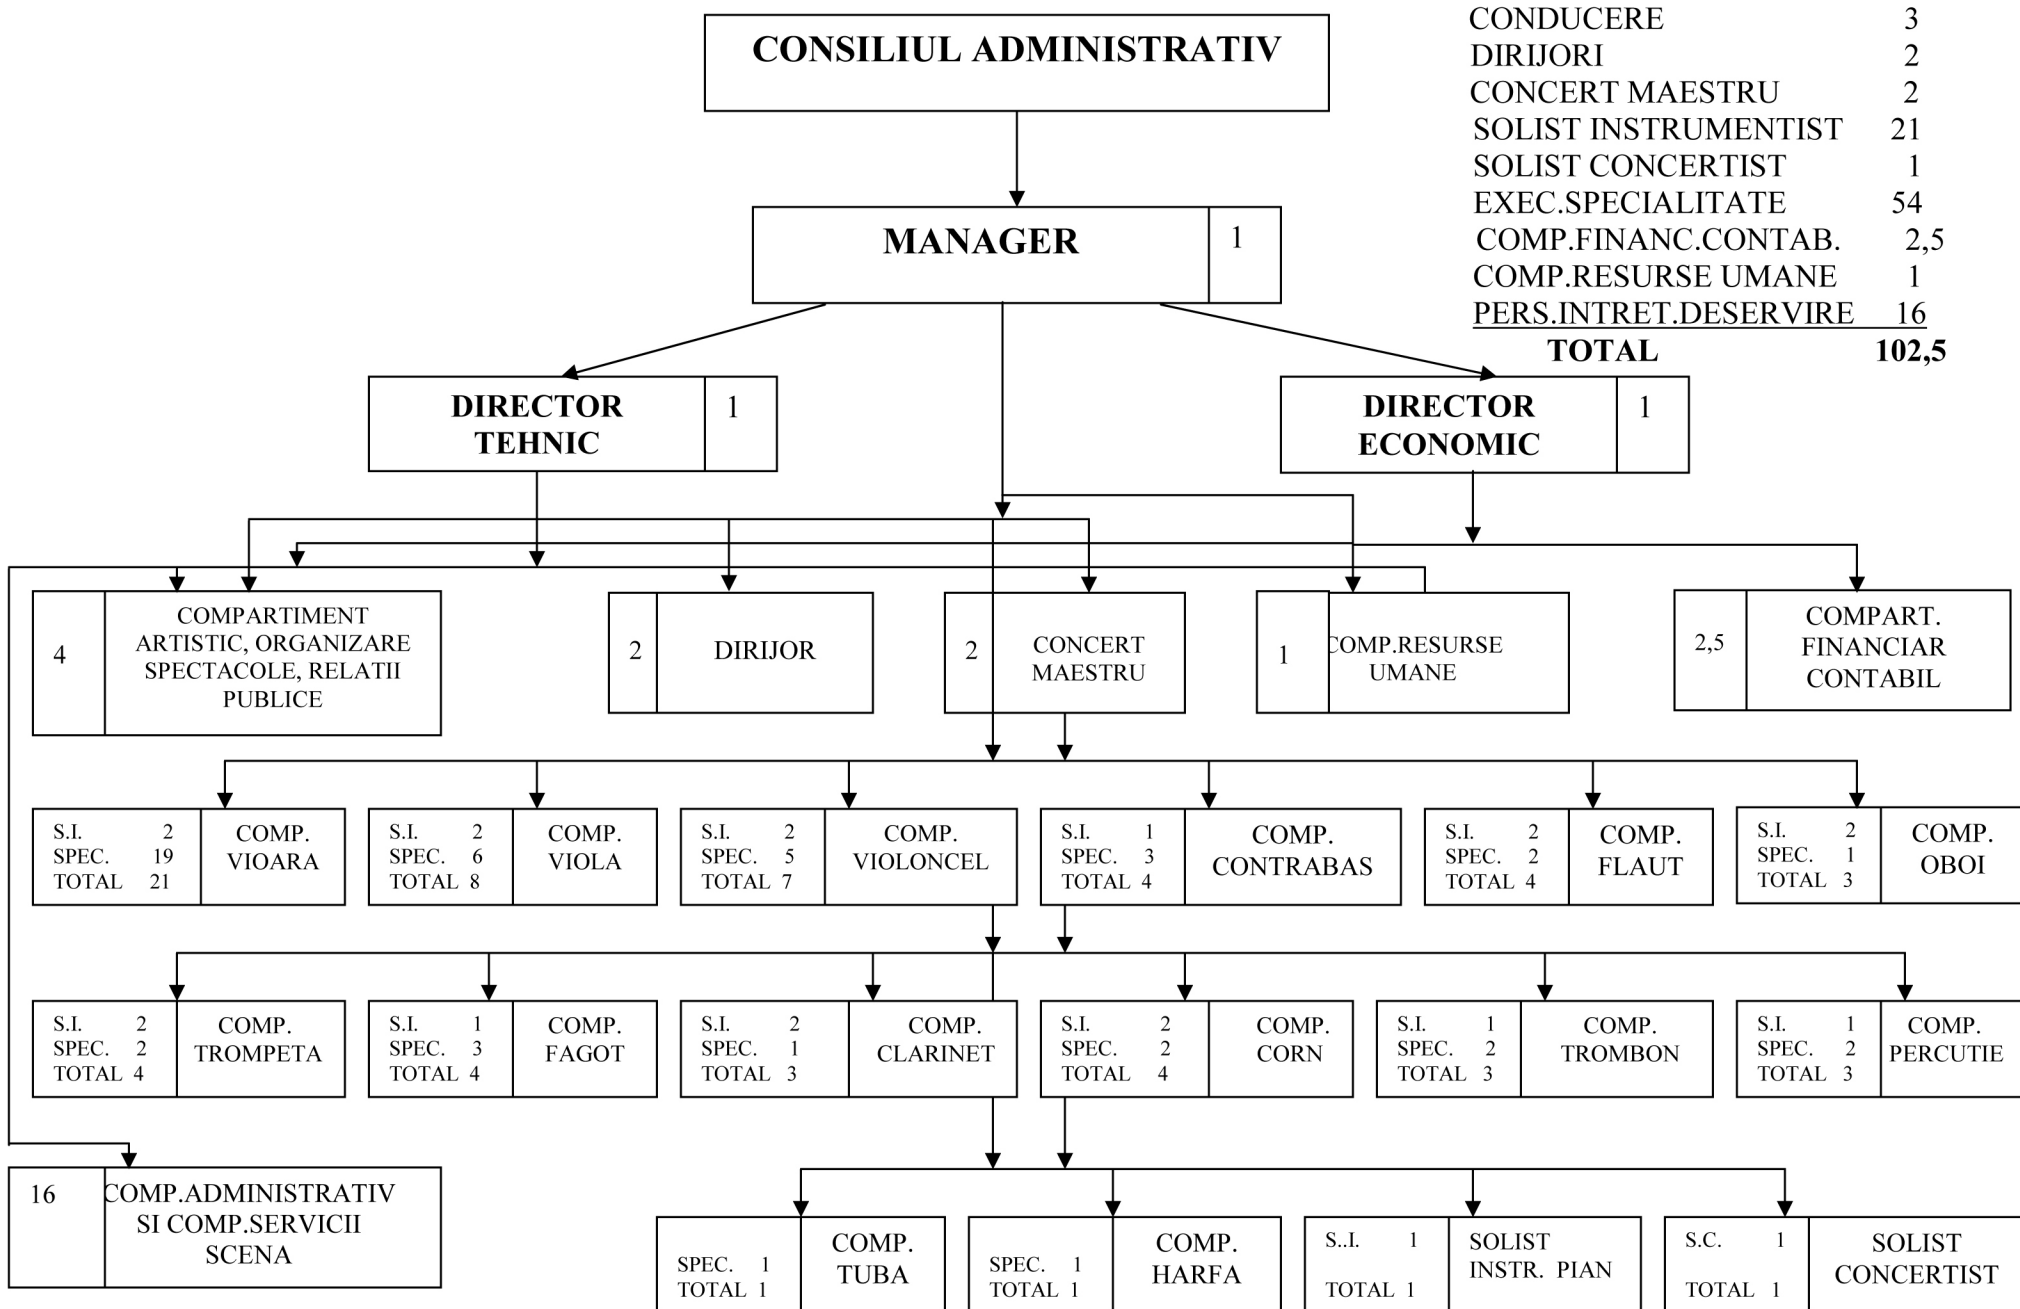 CONSILIUL ADMINISTRATIV
CONDUCERE 3
DIRIJORI 2
CONCERT MAESTRU 2
SOLIST INSTRUMENTIST 21
SOLIST CONCERTIST 1
EXEC.SPECIALITATE 54
COMP.FINANC.CONTAB. 2,5
COMP.RESURSE UMANE 1
PERS.INTRET.DESERVIRE 16
TOTAL 102,5
MANAGER 1
DIRECTOR 1
TEHNIC
DIRECTOR 1
ECONOMIC
4
COMPARTIMENT
ARTISTIC, ORGANIZARE
SPECTACOLE, RELATII
PUBLICE
2 DIRIJOR
2 CONCERT
MAESTRU
1 COMP.RESURSE
UMANE
2,5
COMPART.
FINANCIAR
CONTABIL
S.I. 2
SPEC. 19
TOTAL 21
COMP.
VIOARA
S.I. 2
SPEC. 6
TOTAL 8
COMP.
VIOLA
S.I. 2
SPEC. 5
TOTAL 7
COMP.
VIOLONCEL
S.I. 1
SPEC. 3
TOTAL 4
COMP.
CONTRABAS
S.I. 2
SPEC. 2
TOTAL 4
COMP.
FLAUT
S.I. 2
SPEC. 1
TOTAL 3
COMP.
OBOI
S.I. 2
SPEC. 2
TOTAL 4
COMP.
TROMPETA
S.I. 1
SPEC. 3
TOTAL 4
COMP.
FAGOT
S.I. 2
SPEC. 1
TOTAL 3
COMP.
CLARINET
S.I. 2
SPEC. 2
TOTAL 4
COMP.
CORN
S.I. 1
SPEC. 2
TOTAL 3
COMP.
TROMBON
S.I. 1
SPEC. 2
TOTAL 3
COMP.
PERCUTIE
16 COMP.ADMINISTRATIV
SI COMP.SERVICII
SCENA
SPEC. 1
TOTAL 1
COMP.
TUBA
SPEC. 1
TOTAL 1
COMP.
HARFA
S..I. 1
TOTAL 1
SOLIST
INSTR. PIAN
S.C. 1
TOTAL 1
SOLIST
CONCERTIST